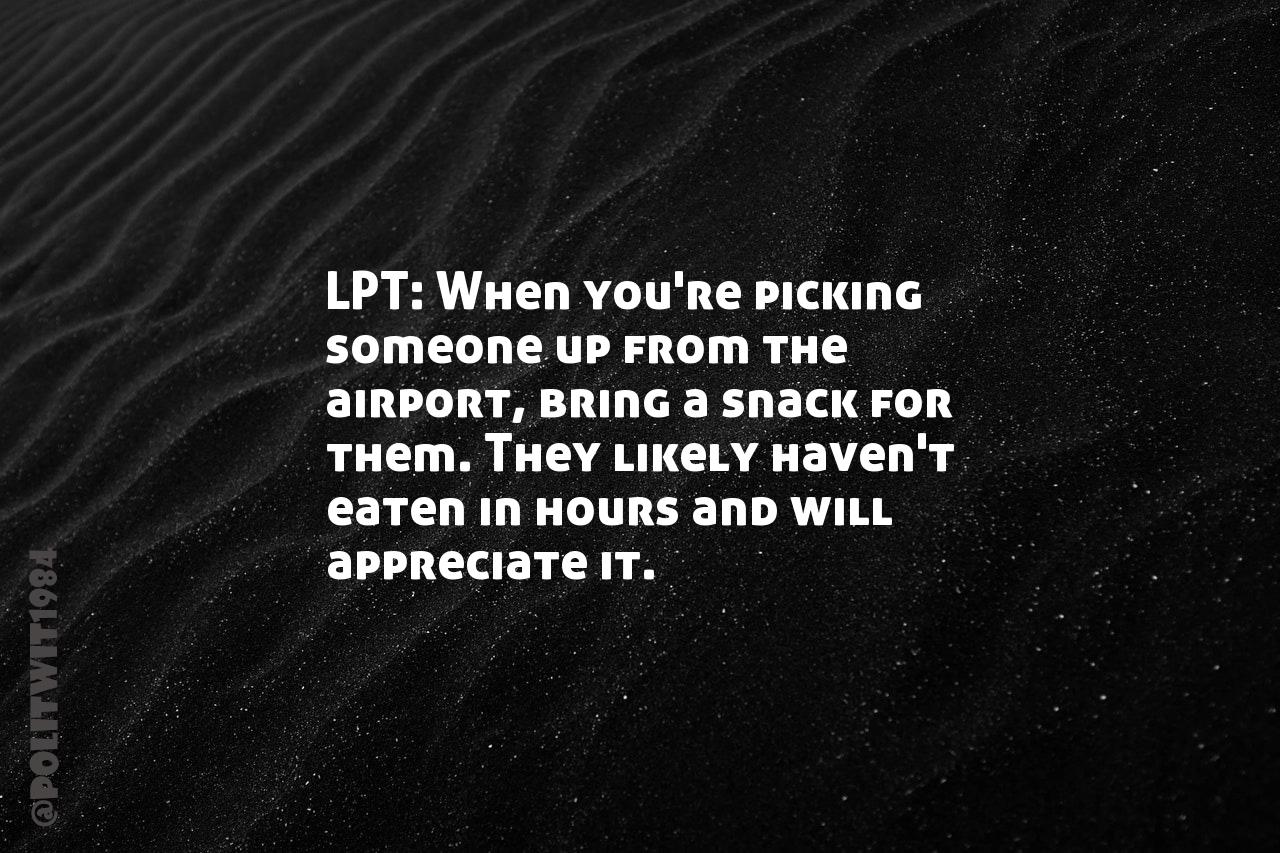 LPT: When you're picking
someone up from the
airport, bring a snack for
them. They likely haven't
eaten in hours and will
appreciate it.
@politwit1984